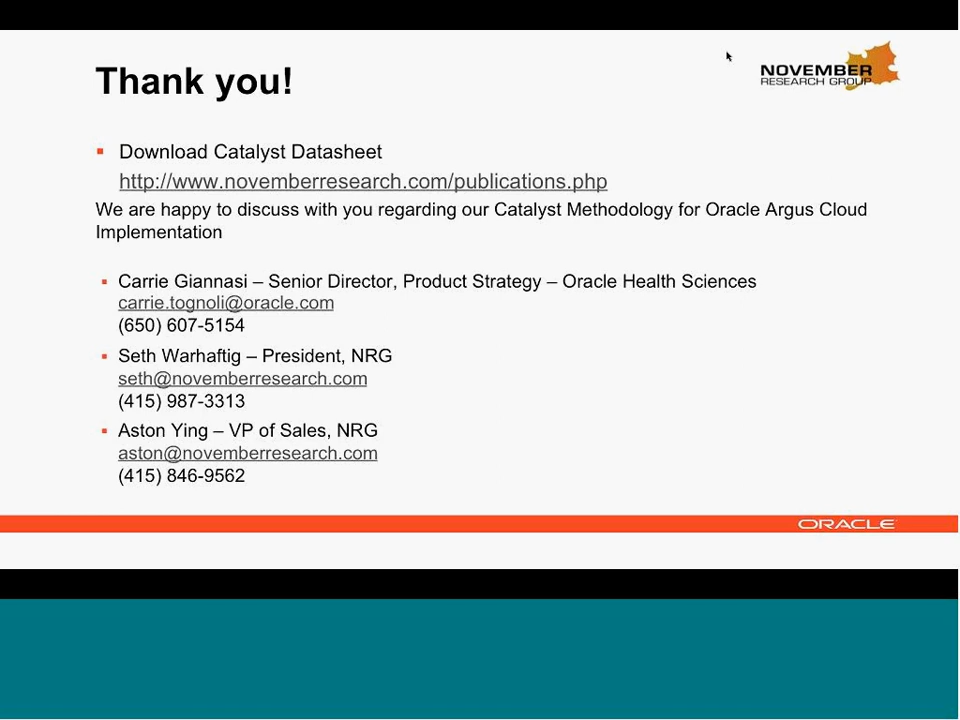 Thank you!
NOVEMBER
RESEARCH GROUP
▪ Download Catalyst Datasheet
http://www.novemberresearch.com/publications.php
We are happy to discuss with you regarding our Catalyst Methodology for Oracle Argus Cloud
Implementation
▪ Carrie Giannasi – Senior Director, Product Strategy – Oracle Health Sciences
carrie.tognoli@oracle.com
(650) 607-5154
▪ Seth Warhaftig – President, NRG
seth@novemberresearch.com
(415) 987-3313
▪ Aston Ying – VP of Sales, NRG
aston@novemberresearch.com
(415) 846-9562
ORACLE